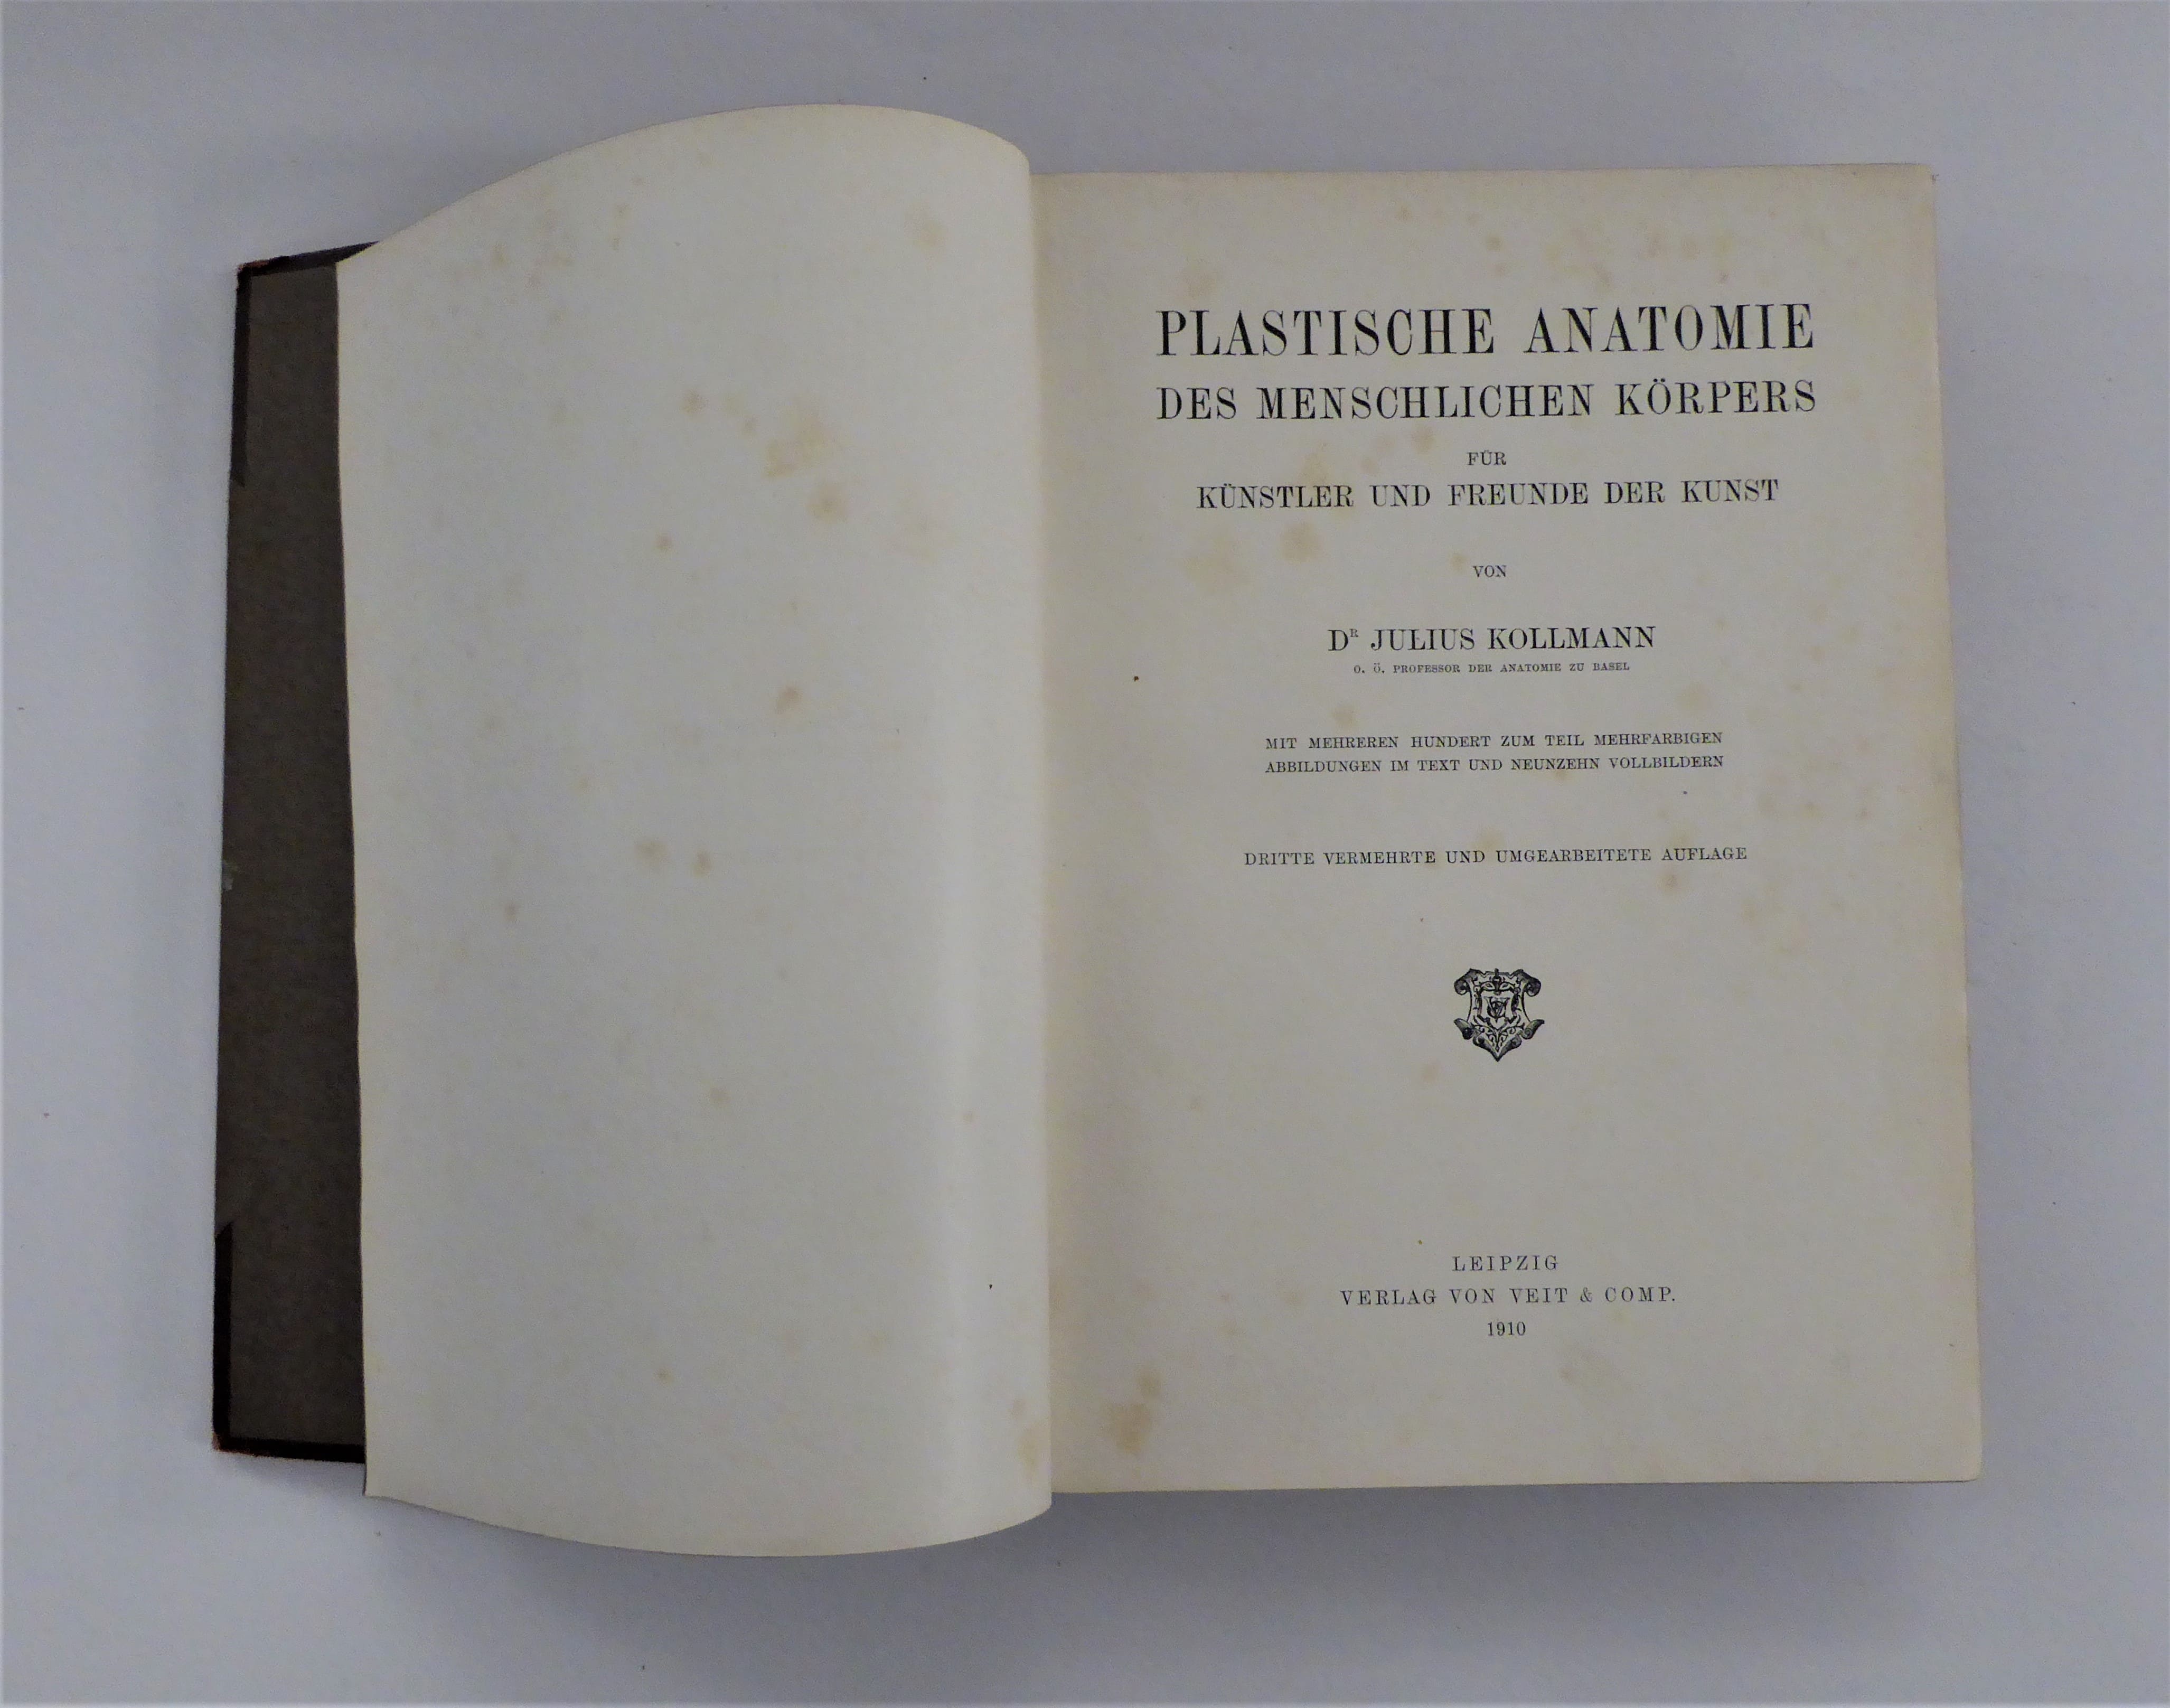 PLASTISCHE ANATOMIE
DES MENSCHLICHEN KÖRPERS
FÜR
KÜNSTLER UND FREUNDE DER KUNST
VON
DR JULIUS KOLLMANN
O. Ö. PROFESSOR DER ANATOMIE ZU BASEL
MIT MEHREREN HUNDERT ZUM TEIL MEHRFARBIGEN
ABBILDUNGEN IM TEXT UND NEUNZEHN VOLLBILDERN
DRITTE VERMEHRTE UND UMGEARBEITETE AUFLAGE
LEIPZIG
VERLAG VON VEIT & COMP.
1910